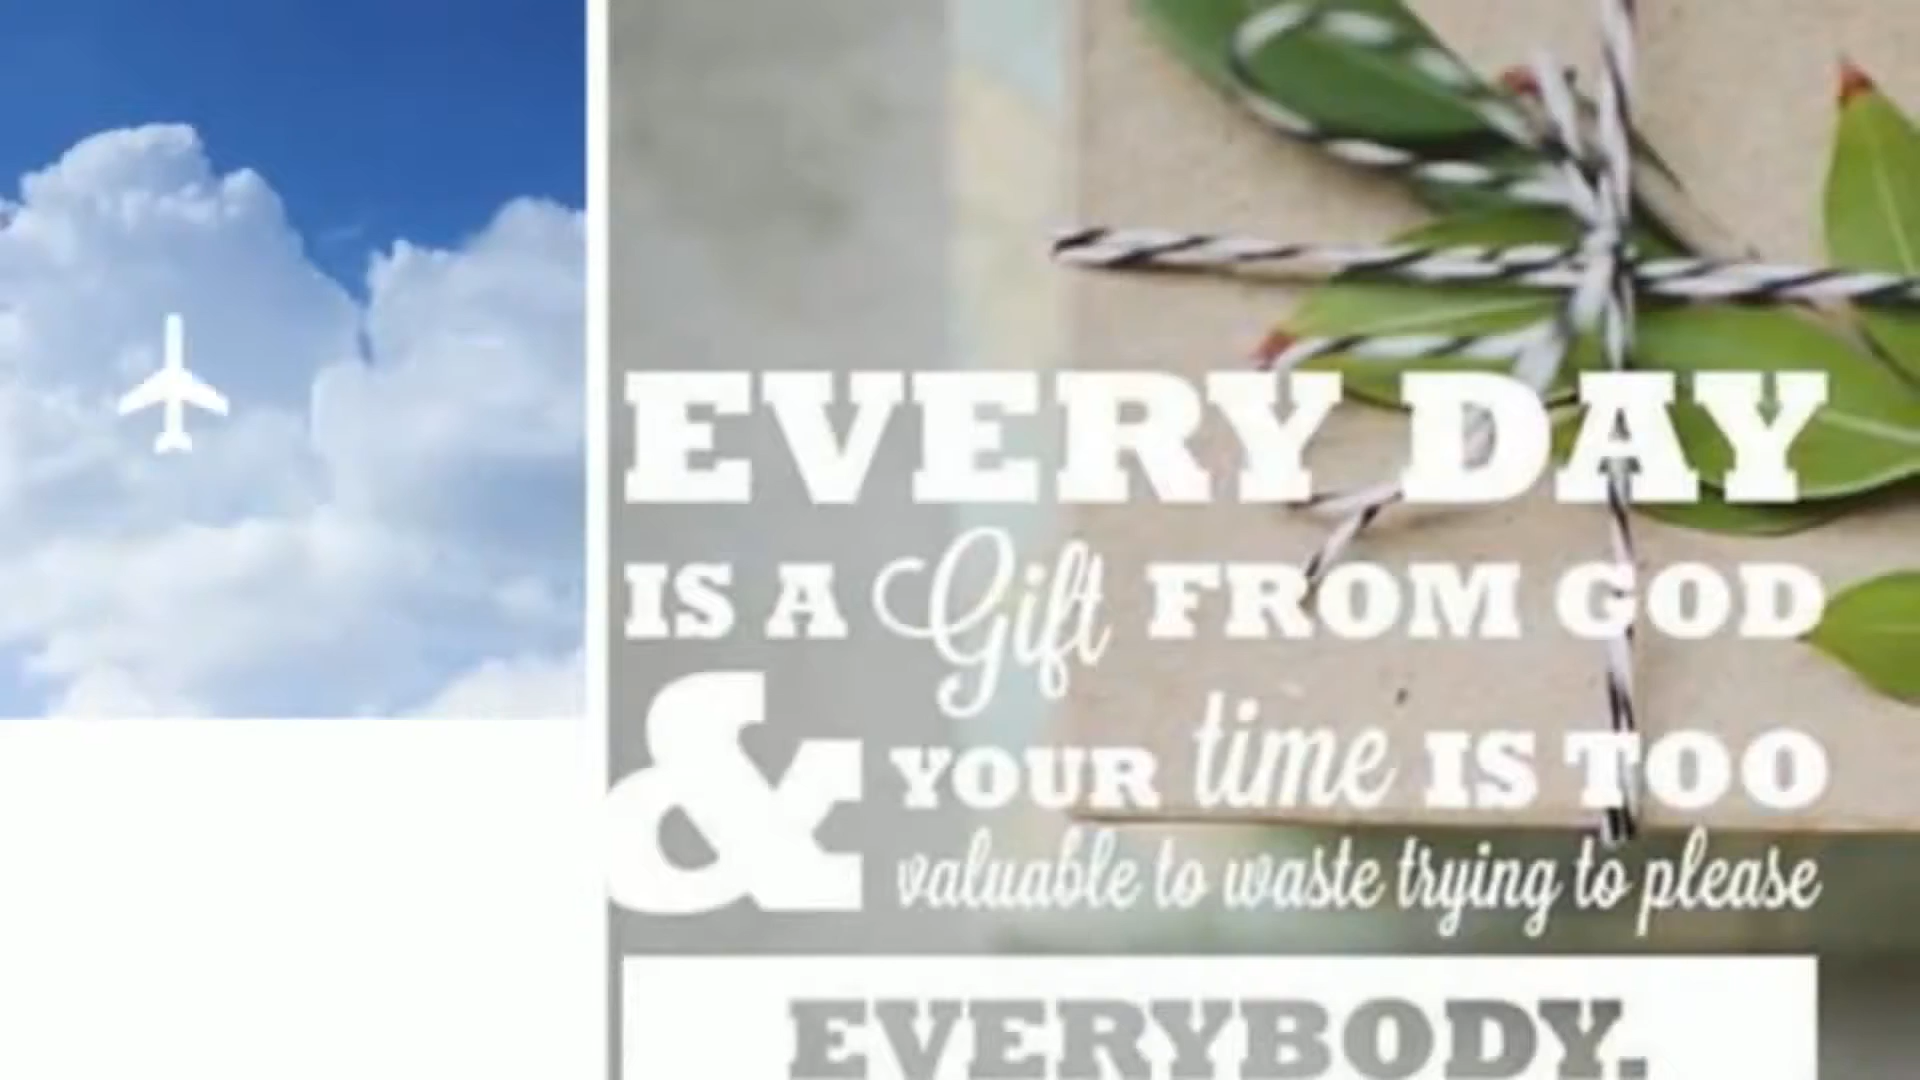 EVERY DAY
IS A Gift FROM GOD
& YOUR time IS TOO
valuable to waste trying to please
EVERYBODY.